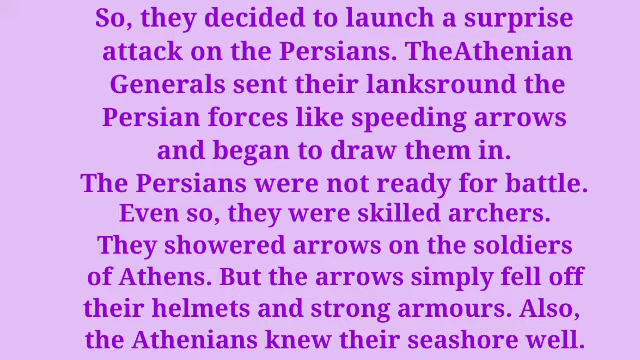 So, they decided to launch a surprise
attack on the Persians. TheAthenian
Generals sent their lanksround the
Persian forces like speeding arrows
and began to draw them in.
The Persians were not ready for battle.
Even so, they were skilled archers.
They showered arrows on the soldiers
of Athens. But the arrows simply fell off
their helmets and strong armours. Also,
the Athenians knew their seashore well.